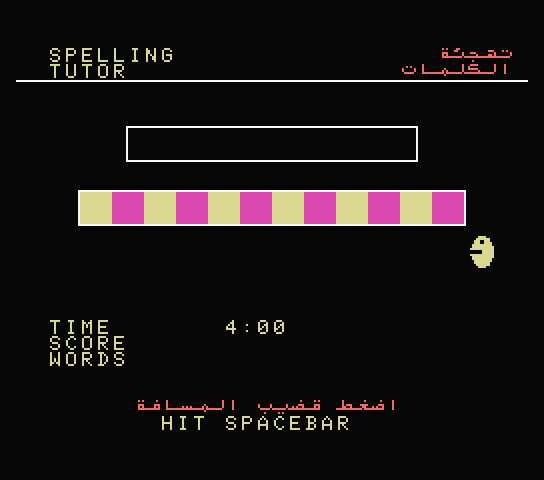 SPELLING
TUTOR
تهجئة
الكلمات
TIME 4:00
SCORE
WORDS
اضغط قضيب المسافة
HIT SPACEBAR